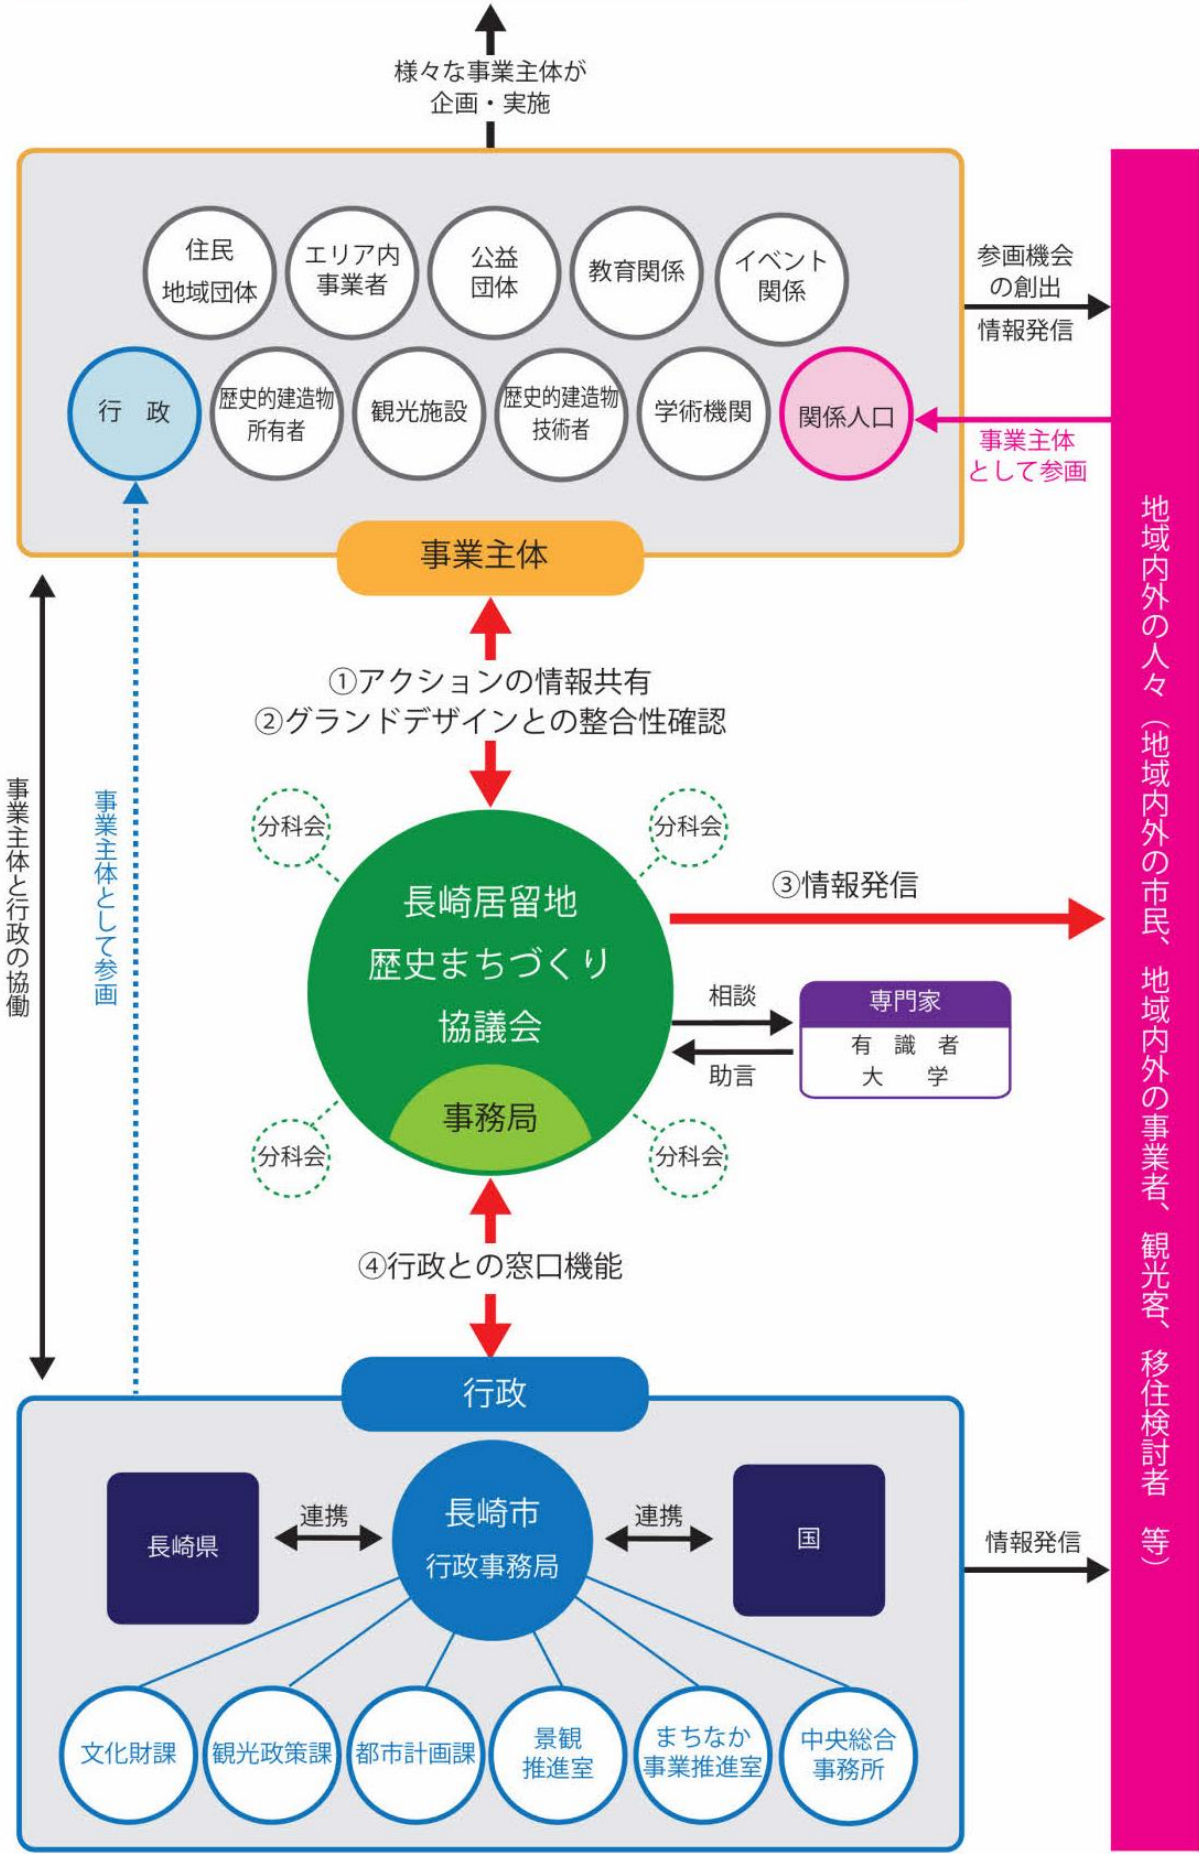 様々な事業主体が
企画・実施
住民
地域団体
エリア内
事業者
公益
団体
教育関係
イベント
関係
行　政
歴史的建造物
所有者
観光施設
歴史的建造物
技術者
学術機関
関係人口
事業主体
参画機会
の創出
情報発信
事業主体
として参画
①アクションの情報共有
②グランドデザインとの整合性確認
事業主体と行政の協働
事業主体として参画
分科会
分科会
長崎居留地
歴史まちづくり
協議会
事務局
分科会
分科会
③情報発信
相談
助言
専門家
有　識　者
大　　学
④行政との窓口機能
行政
長崎県
連携
長崎市
行政事務局
連携
国
情報発信
文化財課
観光政策課
都市計画課
景観
推進室
まちなか
事業推進室
中央総合
事務所
地域内外の人々（地域内外の市民、地域内外の事業者、観光客、移住検討者　等）